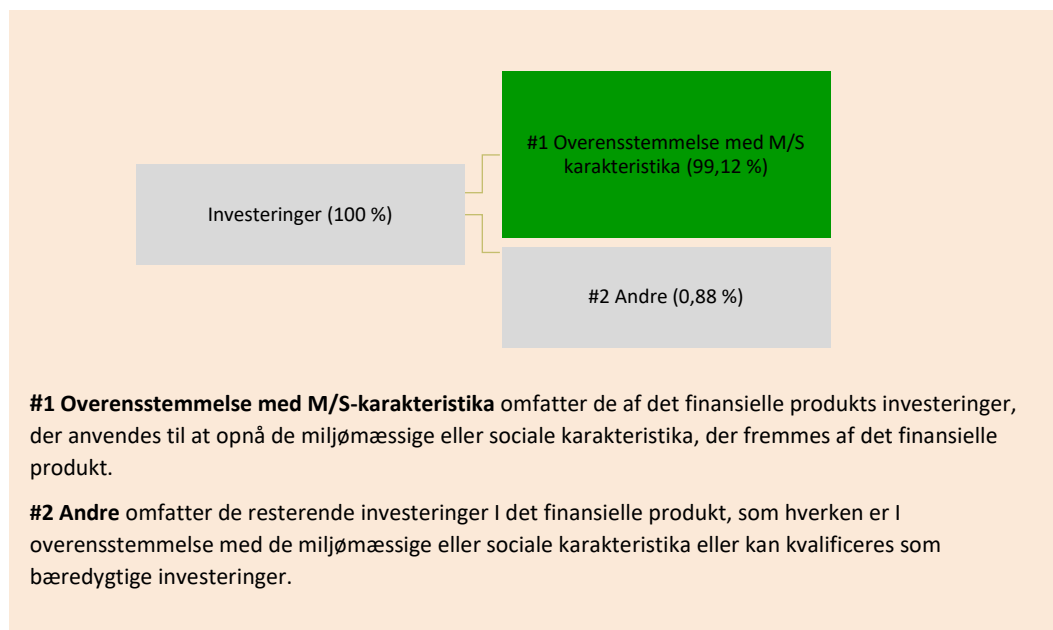 #1 Overensstemmelse med M/S
karakteristika (99,12 %)
Investeringer (100 %)
#2 Andre (0,88 %)
#1 Overensstemmelse med M/S-karakteristika omfatter de af det finansielle produkts investeringer,
der anvendes til at opnå de miljømæssige eller sociale karakteristika, der fremmes af det finansielle
produkt.
#2 Andre omfatter de resterende investeringer I det finansielle produkt, som hverken er I
overensstemmelse med de miljømæssige eller sociale karakteristika eller kan kvalificeres som
bæredygtige investeringer.